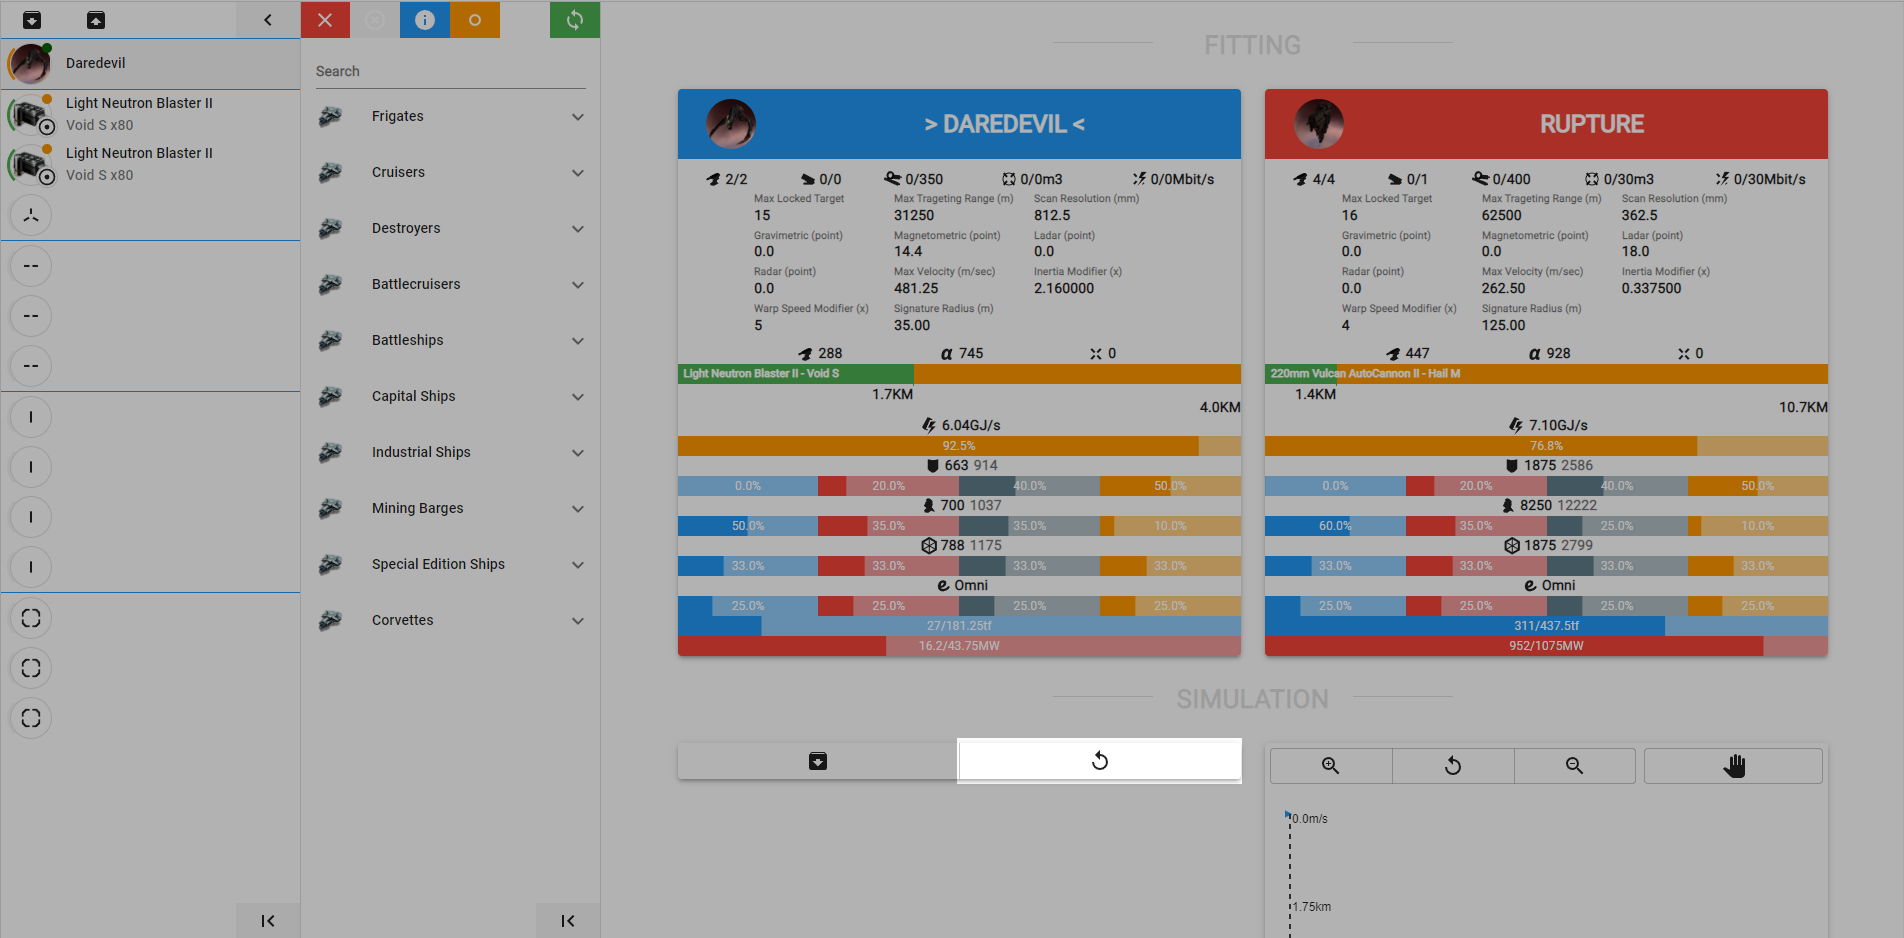 Daredevil
Light Neutron Blaster II
Void S x80
Light Neutron Blaster II
Void S x80
Search
Frigates
Cruisers
Destroyers
Battlecruisers
Battleships
Capital Ships
Industrial Ships
Mining Barges
Special Edition Ships
Corvettes
FITTING
> DAREDEVIL <
2/2 0/0 0/350 0/0m3 0/0Mbit/s
Max Locked Target Max Trageting Range (m) Scan Resolution (mm)
15 31250 812.5
Gravimetric (point) Magnetometric (point) Ladar (point)
0.0 14.4 0.0
Radar (point) Max Velocity (m/sec) Inertia Modifier (x)
0.0 481.25 2.160000
Warp Speed Modifier (x) Signature Radius (m)
5 35.00
288 α 745 0
Light Neutron Blaster II - Void S
1.7KM
4.0KM
6.04GJ/s
92.5%
663 914
0.0% 20.0% 40.0% 50.0%
700 1037
50.0% 35.0% 35.0% 10.0%
788 1175
33.0% 33.0% 33.0% 33.0%
Omni
25.0% 25.0% 25.0% 25.0%
27/181.25tf
16.2/43.75MW
RUPTURE
4/4 0/1 0/400 0/30m3 0/30Mbit/s
Max Locked Target Max Trageting Range (m) Scan Resolution (mm)
16 62500 362.5
Gravimetric (point) Magnetometric (point) Ladar (point)
0.0 0.0 18.0
Radar (point) Max Velocity (m/sec) Inertia Modifier (x)
0.0 262.50 0.337500
Warp Speed Modifier (x) Signature Radius (m)
4 125.00
447 α 928 0
220mm Vulcan AutoCannon II - Hail M
1.4KM
10.7KM
7.10GJ/s
76.8%
1875 2586
0.0% 20.0% 40.0% 50.0%
8250 12222
60.0% 35.0% 25.0% 10.0%
1875 2799
33.0% 33.0% 33.0% 33.0%
Omni
25.0% 25.0% 25.0% 25.0%
311/437.5tf
952/1075MW
SIMULATION
0.0m/s
1.75km